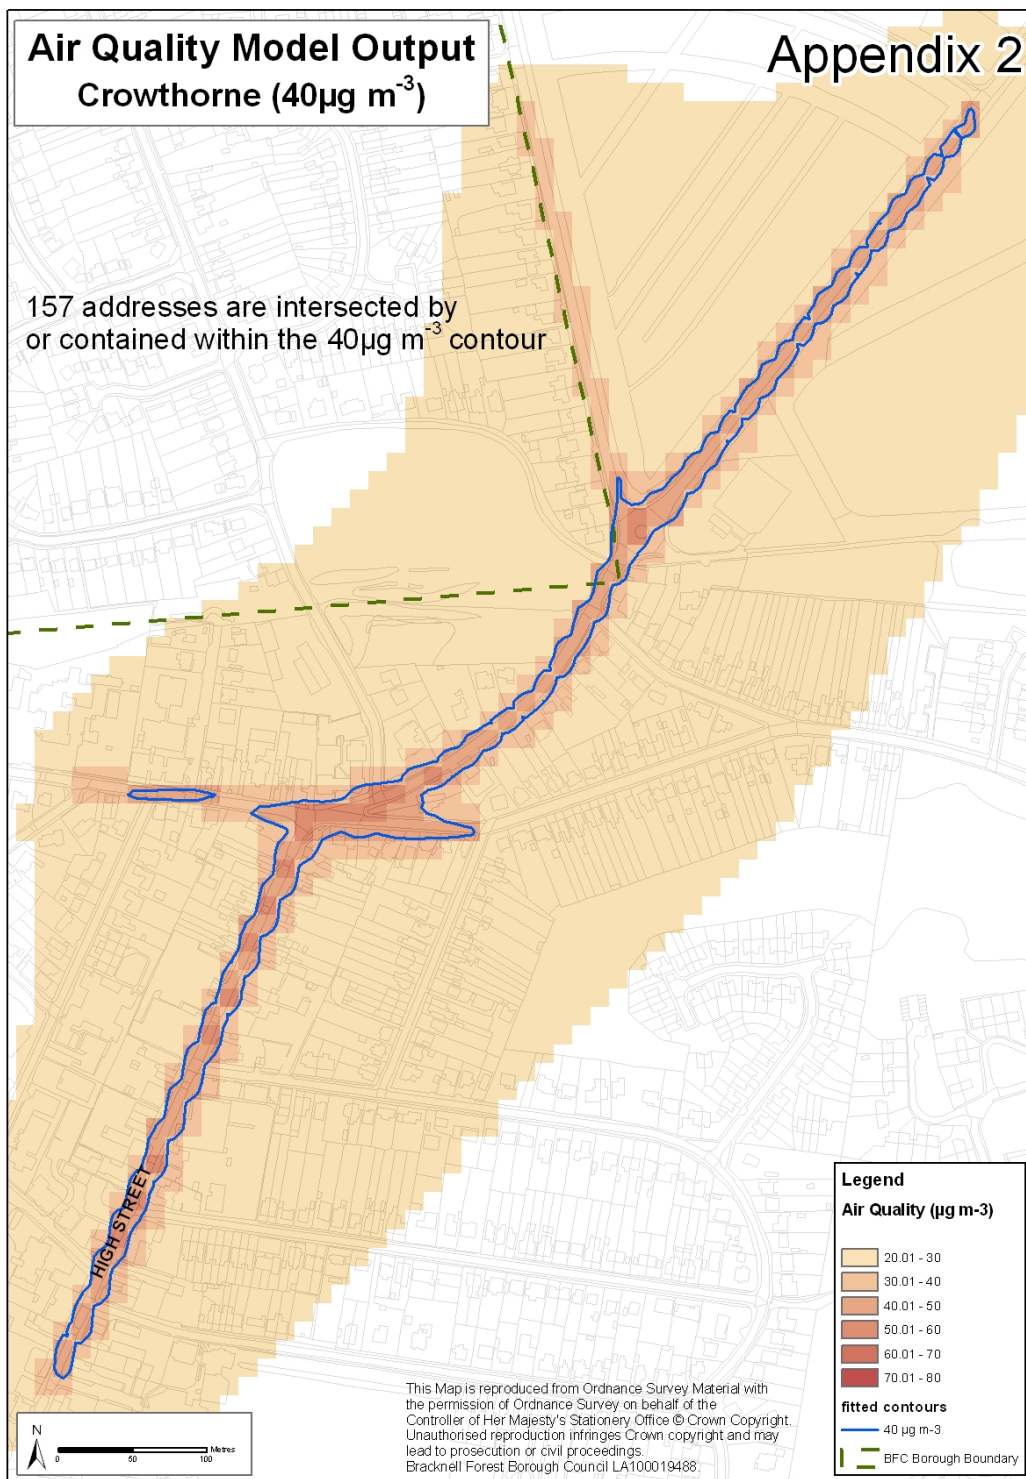 Air Quality Model Output
Crowthorne (40µg m-3)
Appendix 2
157 addresses are intersected by
or contained within the 40µg m-3 contour
HIGH STREET
Legend
Air Quality (µg m-3)
20.01 - 30
30.01 - 40
40.01 - 50
50.01 - 60
60.01 - 70
70.01 - 80
fitted contours
40 µg m-3
BFC Borough Boundary
N
Metres
0 50 100
This Map is reproduced from Ordnance Survey Material with
the permission of Ordnance Survey on behalf of the
Controller of Her Majesty's Stationery Office © Crown Copyright.
Unauthorised reproduction infringes Crown copyright and may
lead to prosecution or civil proceedings.
Bracknell Forest Borough Council LA100019488